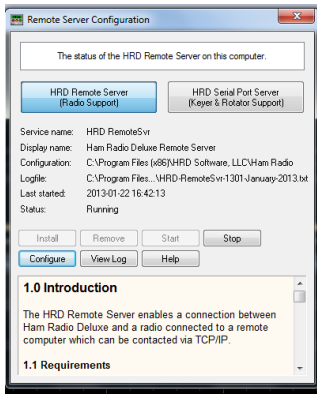 Remote Server Configuration
The status of the HRD Remote Server on this computer.
HRD Remote Server
(Radio Support)
HRD Serial Port Server
(Keyer & Rotator Support)
Service name: HRD RemoteSvr
Display name: Ham Radio Deluxe Remote Server
Configuration: C:\Program Files (x86)\HRD Software, LLC\Ham Radio
Logfile: C:\Program Files...\HRD-RemoteSvr-1301-January-2013.txt
Last started: 2013-01-22 16:42:13
Status: Running
Install Remove Start Stop
Configure View Log Help
1.0 Introduction
The HRD Remote Server enables a connection between
Ham Radio Deluxe and a radio connected to a remote
computer which can be contacted via TCP/IP.
1.1 Requirements